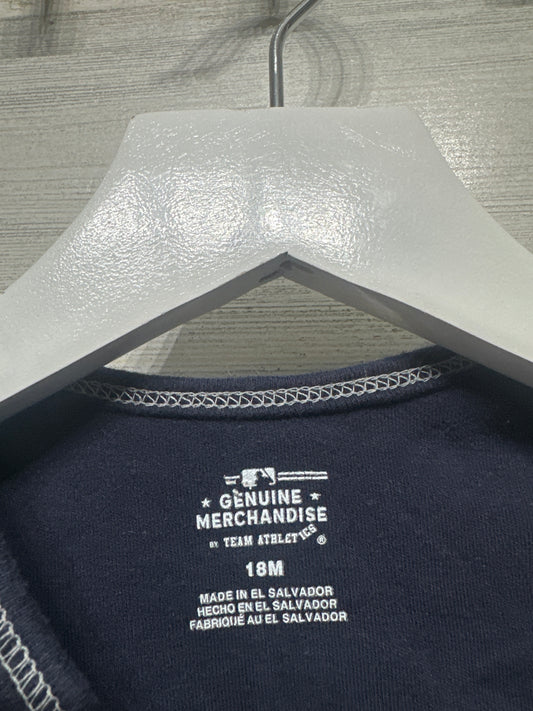 ★ GENUINE ★
MERCHANDISE
BY TEAM ATHLETICS ®
18M
MADE IN EL SALVADOR
HECHO EN EL SALVADOR
FABRIQUÉ AU EL SALVADOR